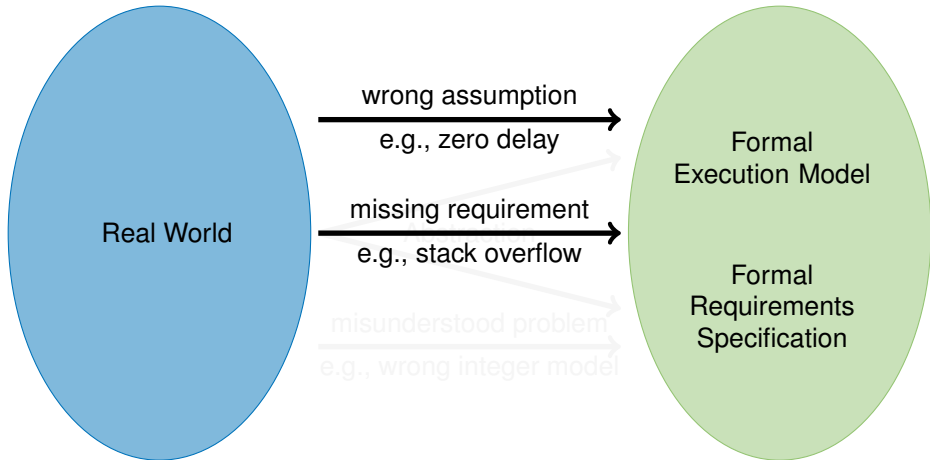 wrong assumption
e.g., zero delay
Formal
Execution Model
Real World
missing requirement
Abstraction
e.g., stack overflow
Formal
Requirements
Specification
misunderstood problem
e.g., wrong integer model